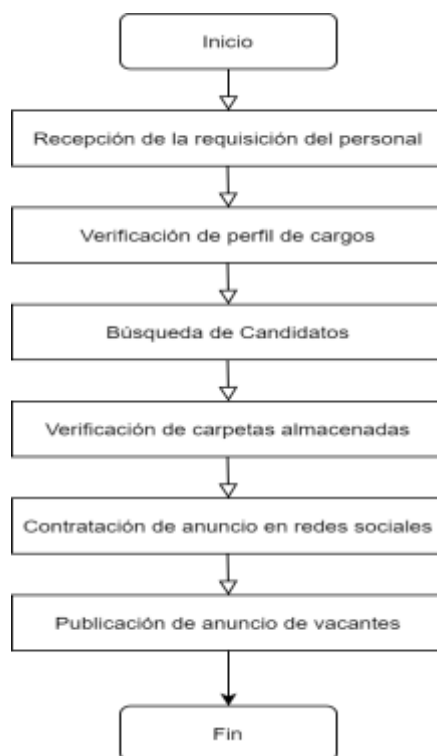 Inicio
Recepción de la requisición del personal
Verificación de perfil de cargos
Búsqueda de Candidatos
Verificación de carpetas almacenadas
Contratación de anuncio en redes sociales
Publicación de anuncio de vacantes
Fin